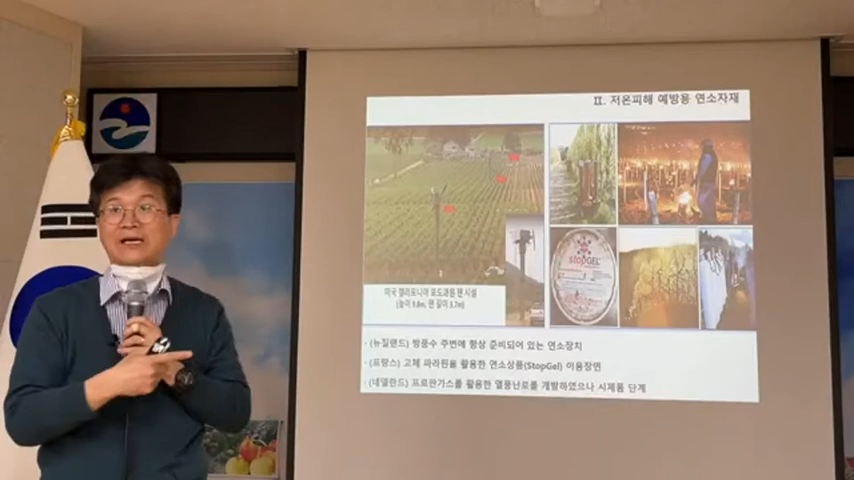 Ⅱ. 저온피해 예방용 연소자재
미국 캘리포니아 포도과원 팬 시설
(높이 9.8m, 팬 길이 3.7m)
stopGEL
· (뉴질랜드) 방풍수 주변에 항상 준비되어 있는 연소장치
· (프랑스) 고체 파라핀을 활용한 연소상품(StopGel) 이용장면
· (네덜란드) 프로판가스를 활용한 열풍난로를 개발하였으나 시제품 단계